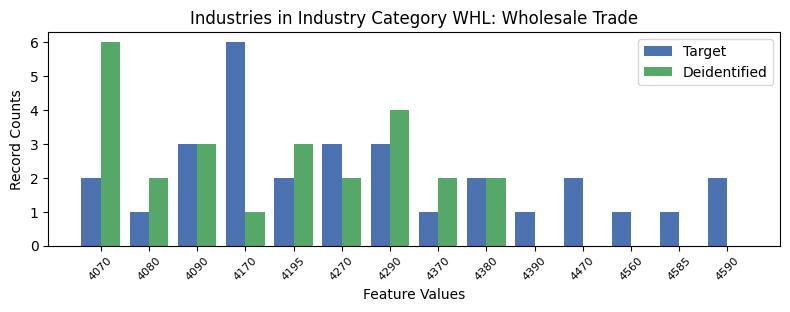 Industries in Industry Category WHL: Wholesale Trade
Target
Deidentified
Record Counts
6
5
4
3
2
1
0
4070 4080 4090 4170 4195 4270 4290 4370 4380 4390 4470 4560 4585 4590
Feature Values